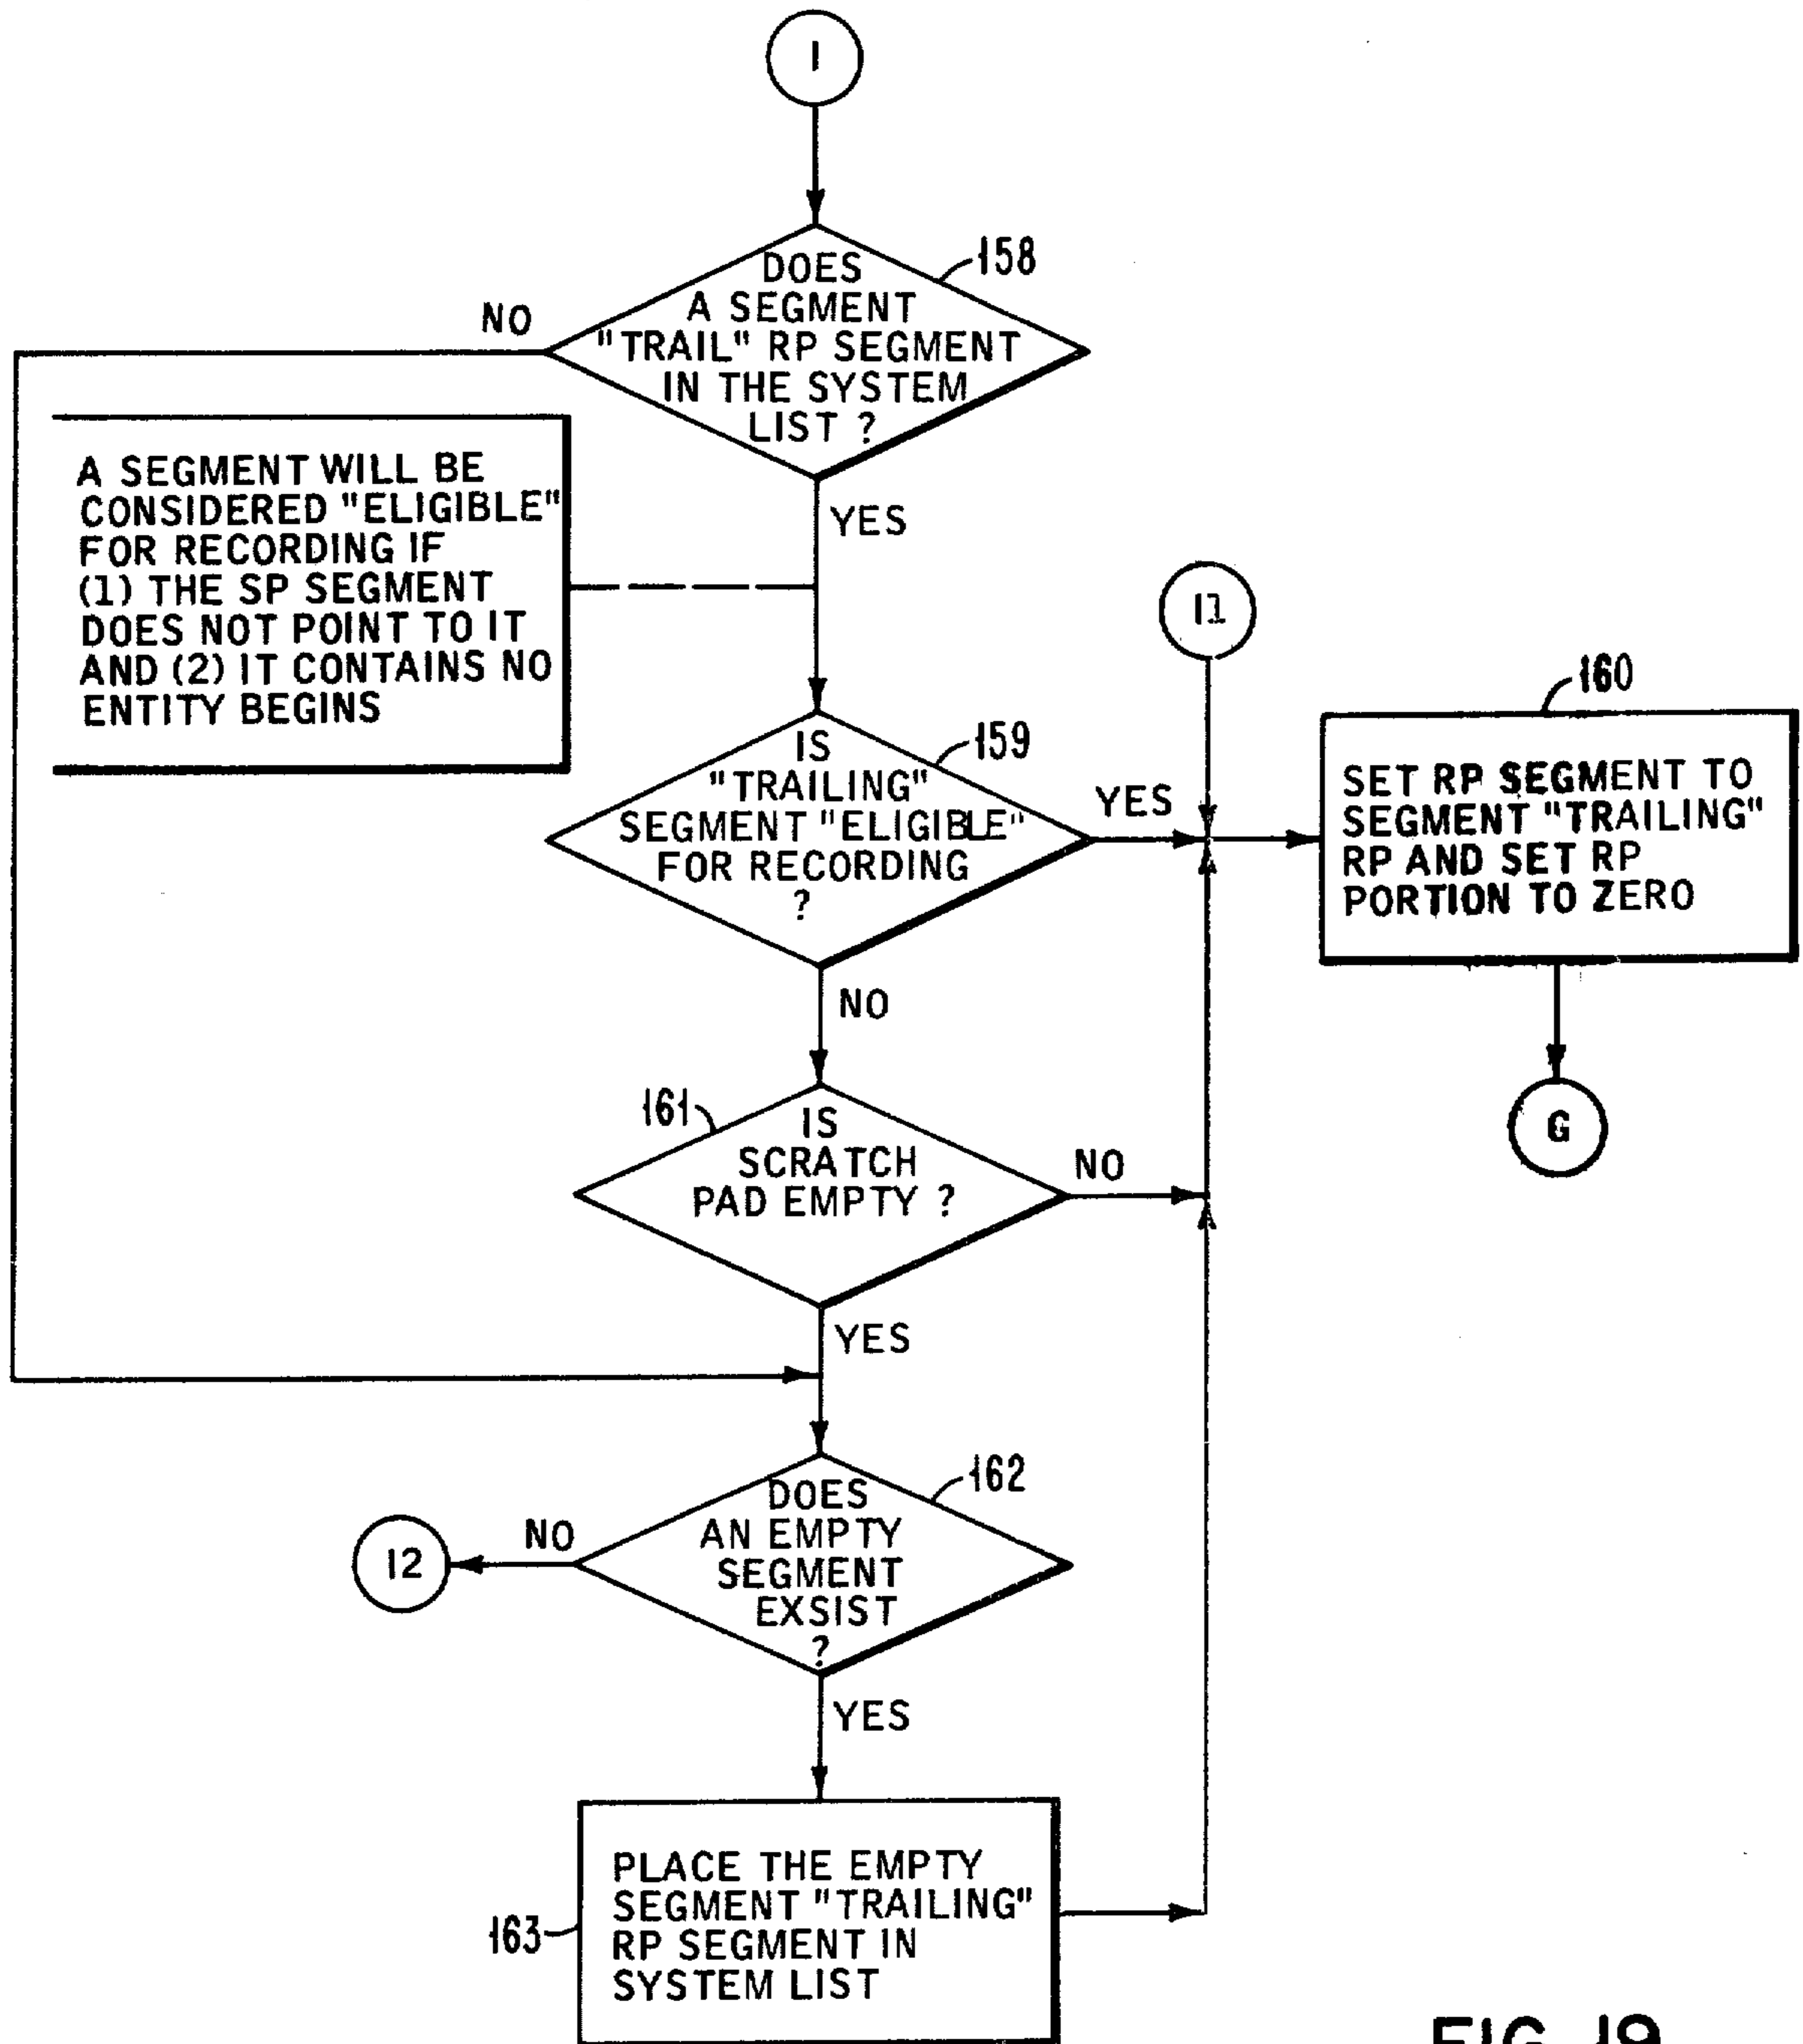 I
158
DOES
A SEGMENT
"TRAIL" RP SEGMENT
IN THE SYSTEM
LIST ?
NO
YES
A SEGMENT WILL BE
CONSIDERED "ELIGIBLE"
FOR RECORDING IF
(1) THE SP SEGMENT
DOES NOT POINT TO IT
AND (2) IT CONTAINS NO
ENTITY BEGINS
I1
159
IS
"TRAILING"
SEGMENT "ELIGIBLE"
FOR RECORDING
?
YES
NO
160
SET RP SEGMENT TO
SEGMENT "TRAILING"
RP AND SET RP
PORTION TO ZERO
G
161
IS
SCRATCH
PAD EMPTY ?
NO
YES
162
DOES
AN EMPTY
SEGMENT
EXSIST
?
NO
I2
YES
163
PLACE THE EMPTY
SEGMENT "TRAILING"
RP SEGMENT IN
SYSTEM LIST
FIG. 19